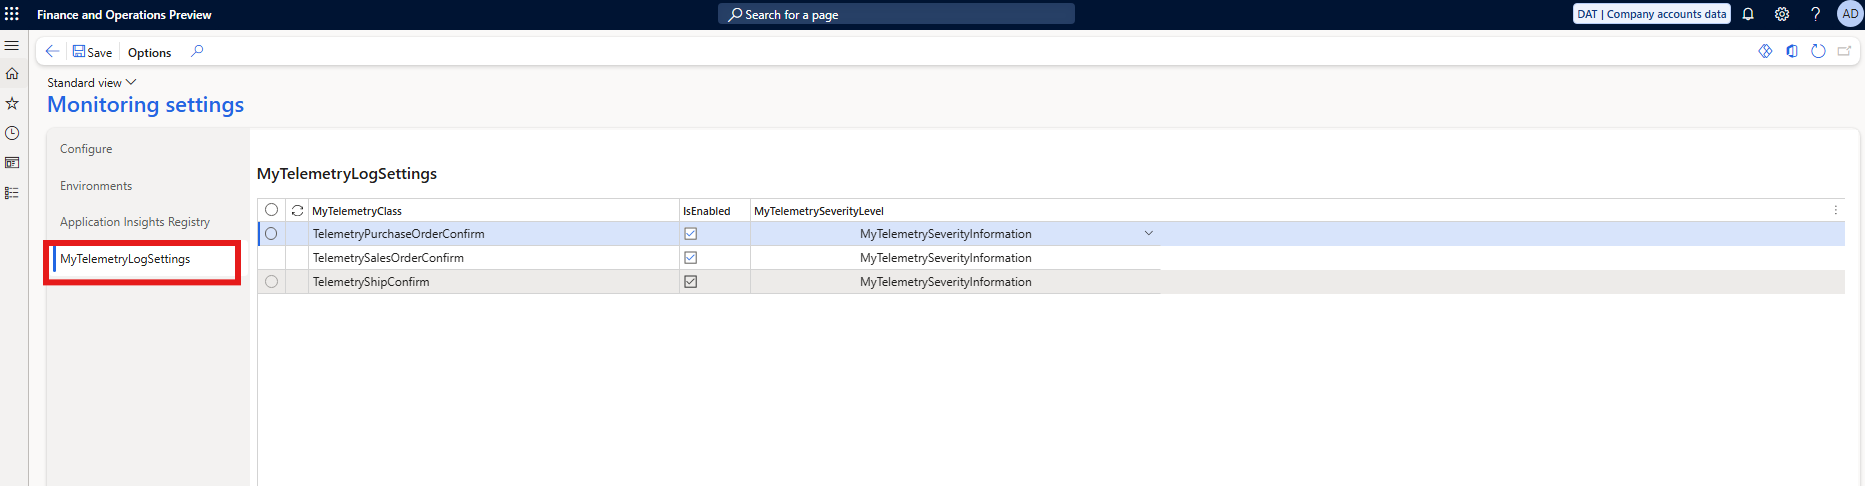 Finance and Operations Preview
Search for a page
DAT | Company accounts data
?
AD
Save
Options
Standard view
Monitoring settings
Configure
Environments
Application Insights Registry
MyTelemetryLogSettings
MyTelemetryLogSettings
MyTelemetryClass IsEnabled MyTelemetrySeverityLevel
TelemetryPurchaseOrderConfirm MyTelemetrySeverityInformation
TelemetrySalesOrderConfirm MyTelemetrySeverityInformation
TelemetryShipConfirm MyTelemetrySeverityInformation